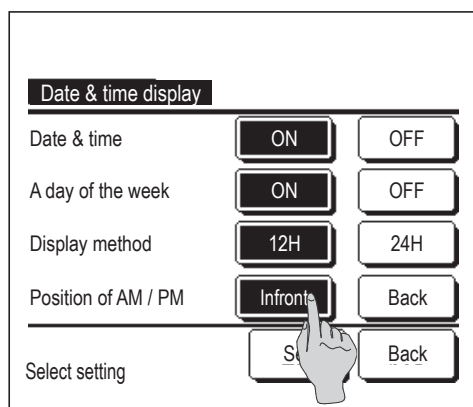 Date & time display
Date & time ON OFF
A day of the week ON OFF
Display method 12H 24H
Position of AM / PM Infront Back
Select setting Back